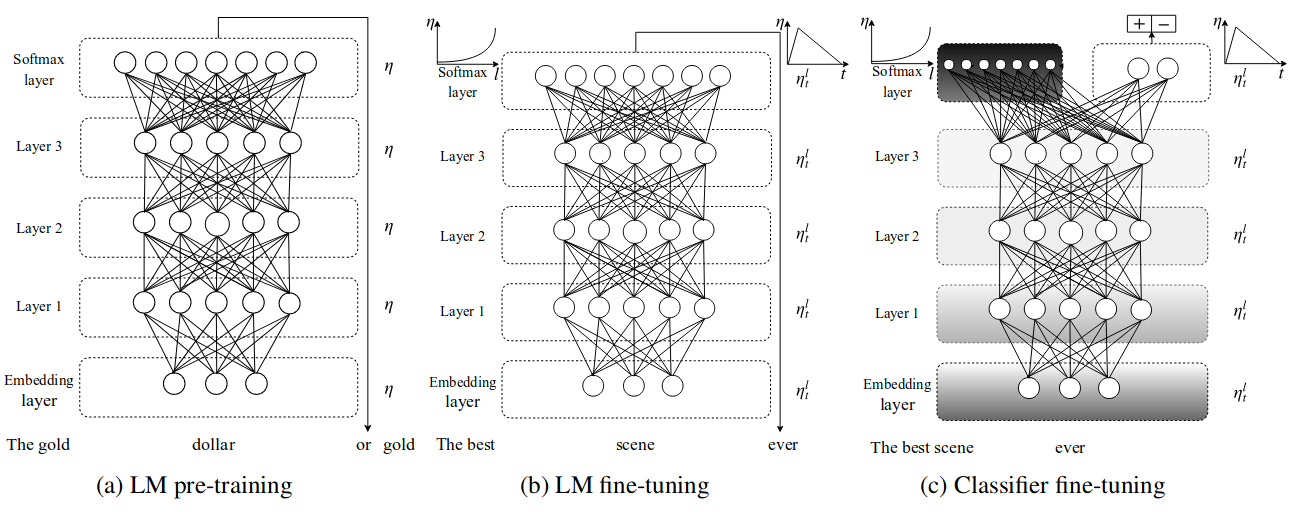 Softmax
layer
η
Layer 3
η
Layer 2
η
Layer 1
η
Embedding
layer
η
The gold dollar or gold
(a) LM pre-training
η
l
Softmax
layer
η
t
η_t^l
Layer 3
η_t^l
Layer 2
η_t^l
Layer 1
η_t^l
Embedding
layer
η_t^l
The best scene ever
(b) LM fine-tuning
η
l
Softmax
layer
+ −
η
t
η_t^l
Layer 3
η_t^l
Layer 2
η_t^l
Layer 1
η_t^l
Embedding
layer
η_t^l
The best scene ever
(c) Classifier fine-tuning